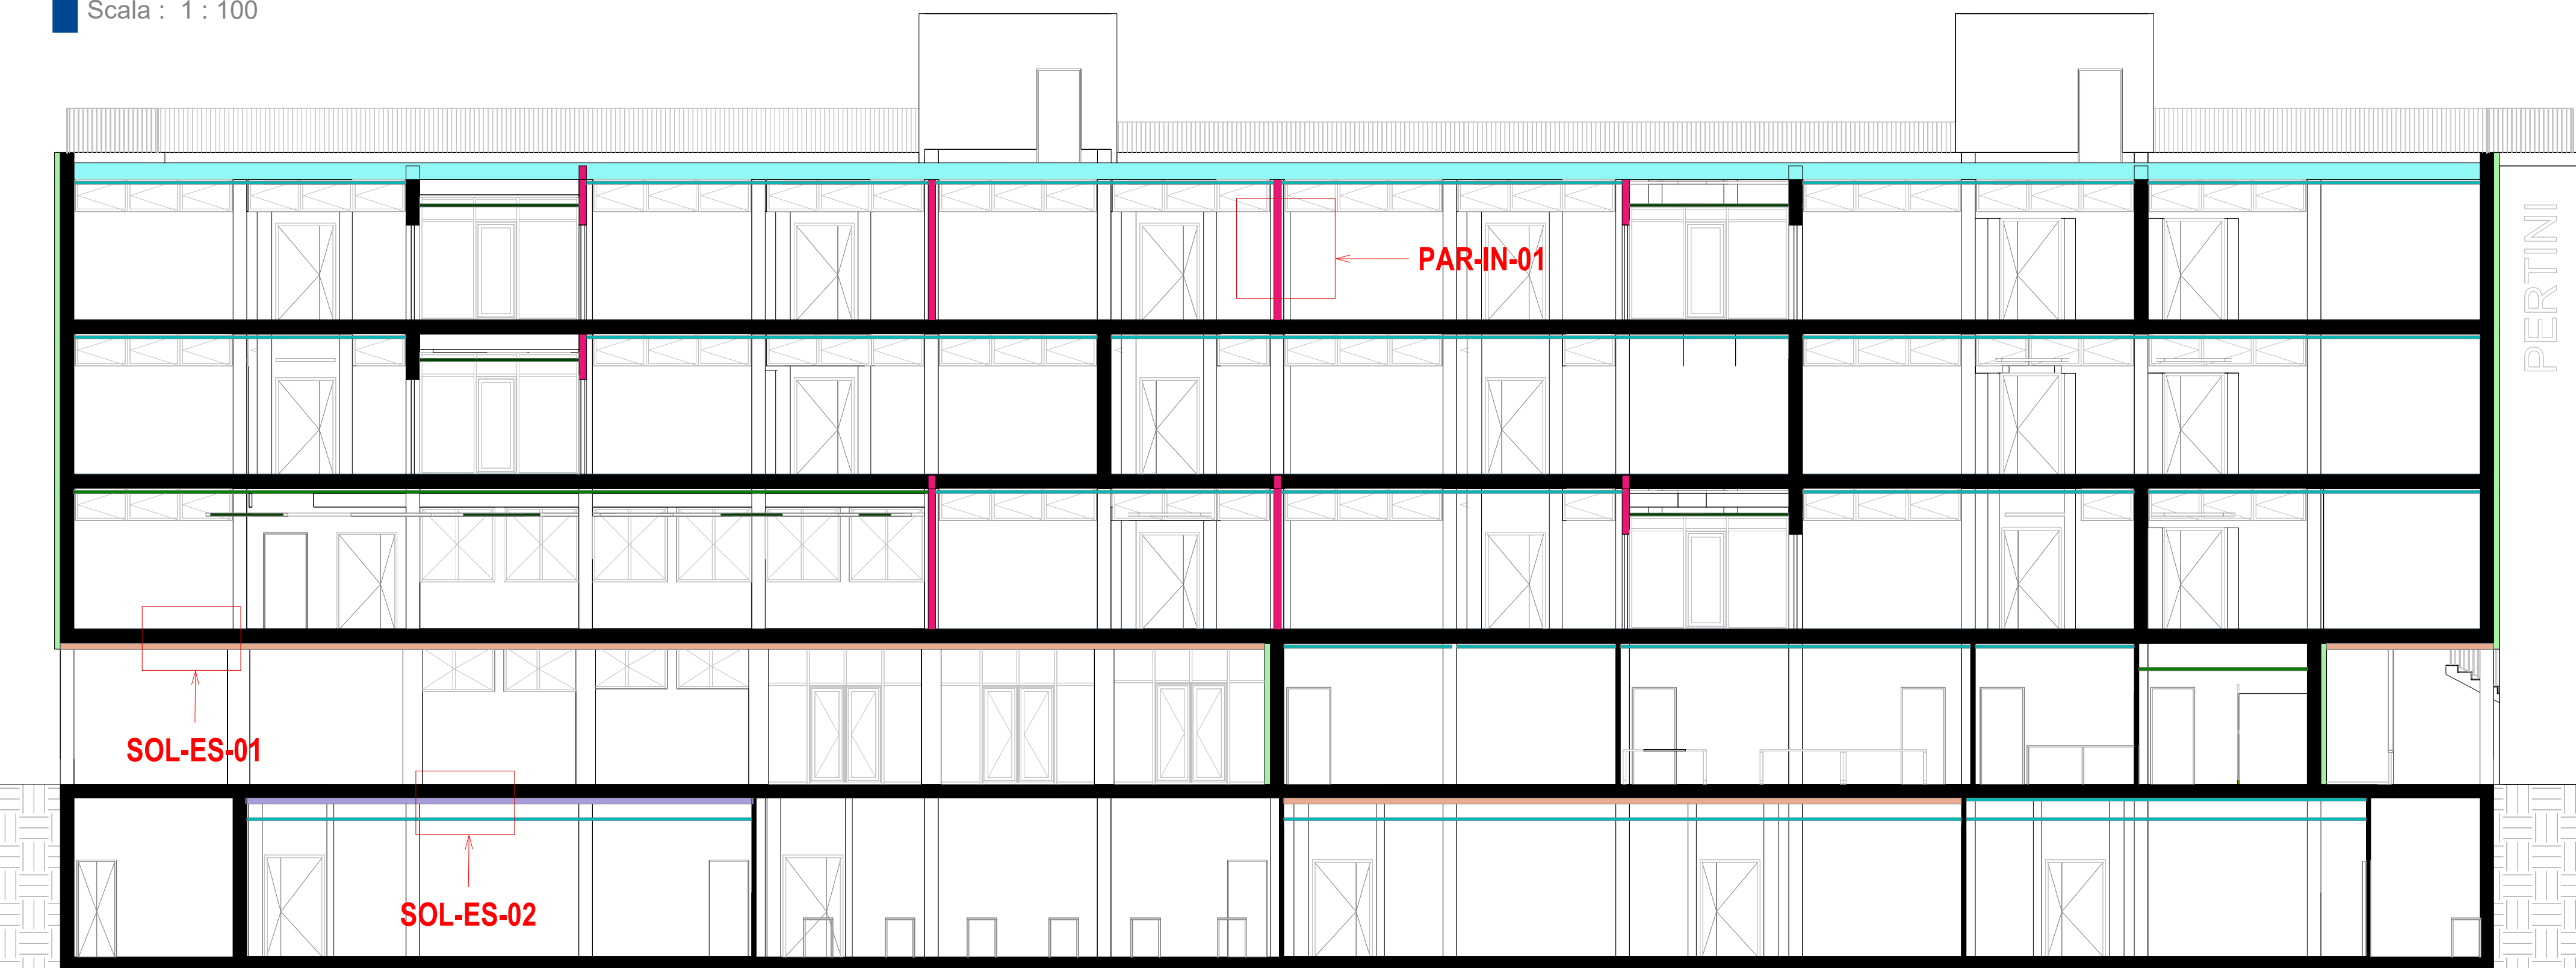 Scala : 1 : 100
PERTINI
PAR-IN-01
SOL-ES-01
SOL-ES-02